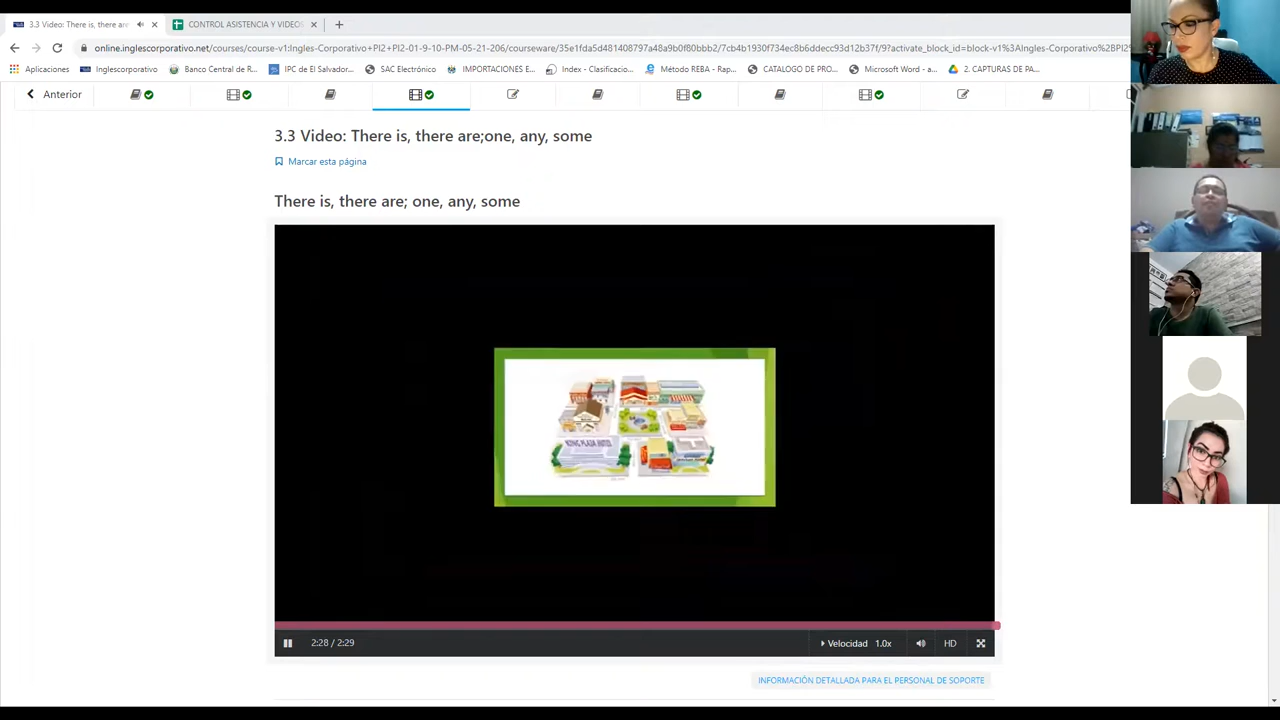 3.3 Video: There is, there are
CONTROL ASISTENCIA Y VIDEOS
online.inglescorporativo.net/courses/course-v1:Ingles-Corporativo+PI2+PI2-01-9-10-PM-05-21-206/courseware/35e1fda5d481408797a48a9b0f80bbb2/7cb4b1930f734ec8b6ddecc93d12b37f/9?activate_block_id=block-v1%3AIngles-Corporativo%2BPI2
Aplicaciones
Inglescorporativo
Banco Central de R...
IPC de El Salvador...
SAC Electrónico
IMPORTACIONES E...
Index - Clasificacio...
Método REBA - Rap...
CATALOGO DE PRO...
Microsoft Word - a...
2. CAPTURAS DE PA...
Anterior
3.3 Video: There is, there are;one, any, some
Marcar esta página
There is, there are; one, any, some
2:28 / 2:29
Velocidad 1.0x
HD
INFORMACIÓN DETALLADA PARA EL PERSONAL DE SOPORTE